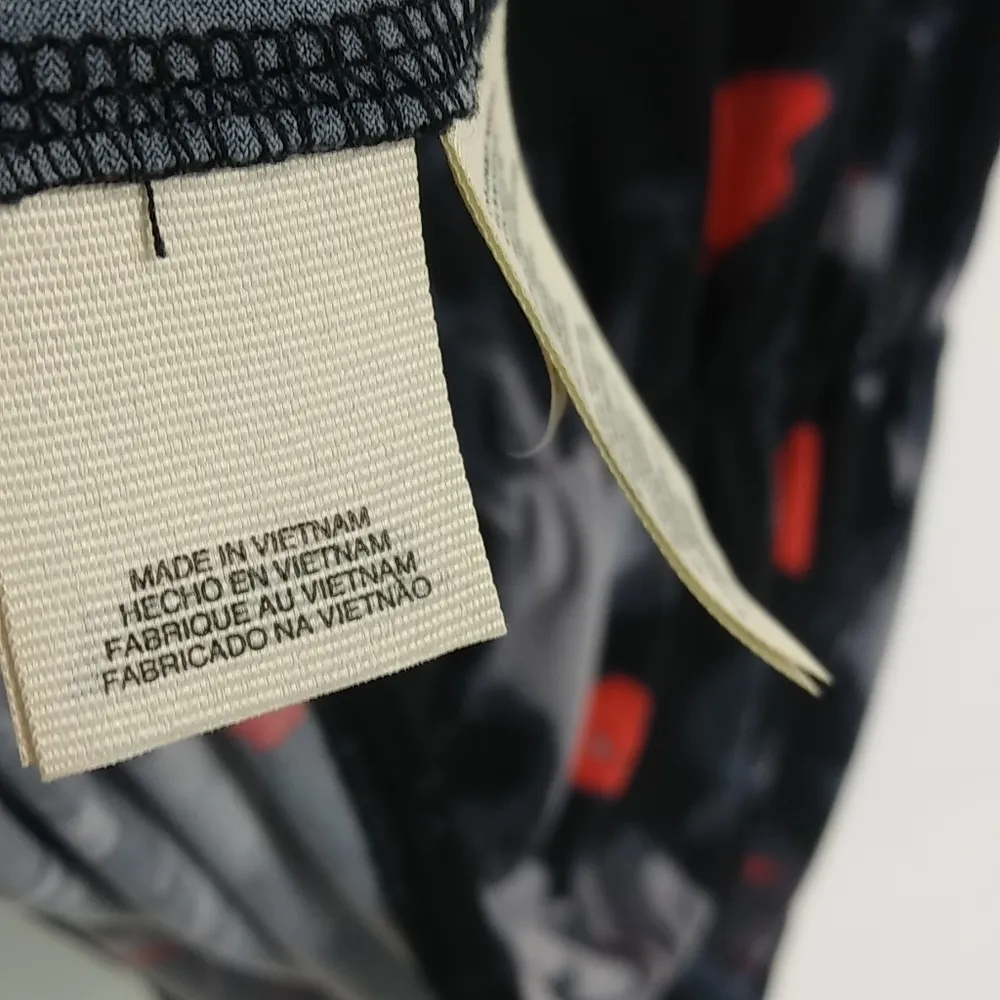 MADE IN VIETNAM
HECHO EN VIETNAM
FABRIQUE AU VIETNAM
FABRICADO NA VIETNÃO